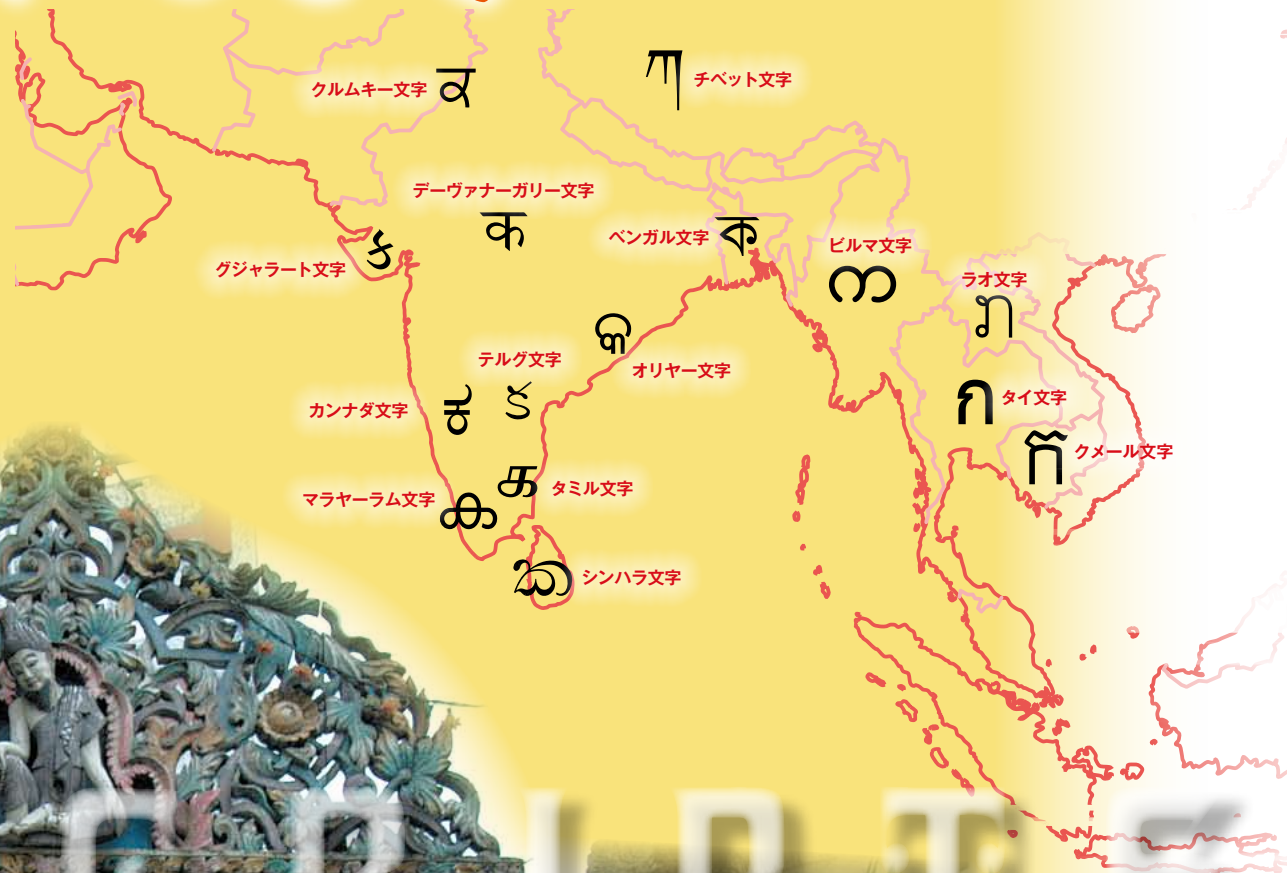 クルムキー文字
ਕ
ཀ
チベット文字
デーヴァナーガリー文字
क
ベンガル文字
ক
ビルマ文字
က
グジャラート文字
ક
ラオ文字
ກ
テルグ文字
క
オリヤー文字
କ
カンナダ文字
ಕ
タイ文字
ก
クメール文字
ក
マラヤーラム文字
ക
タミル文字
க
シンハラ文字
ක